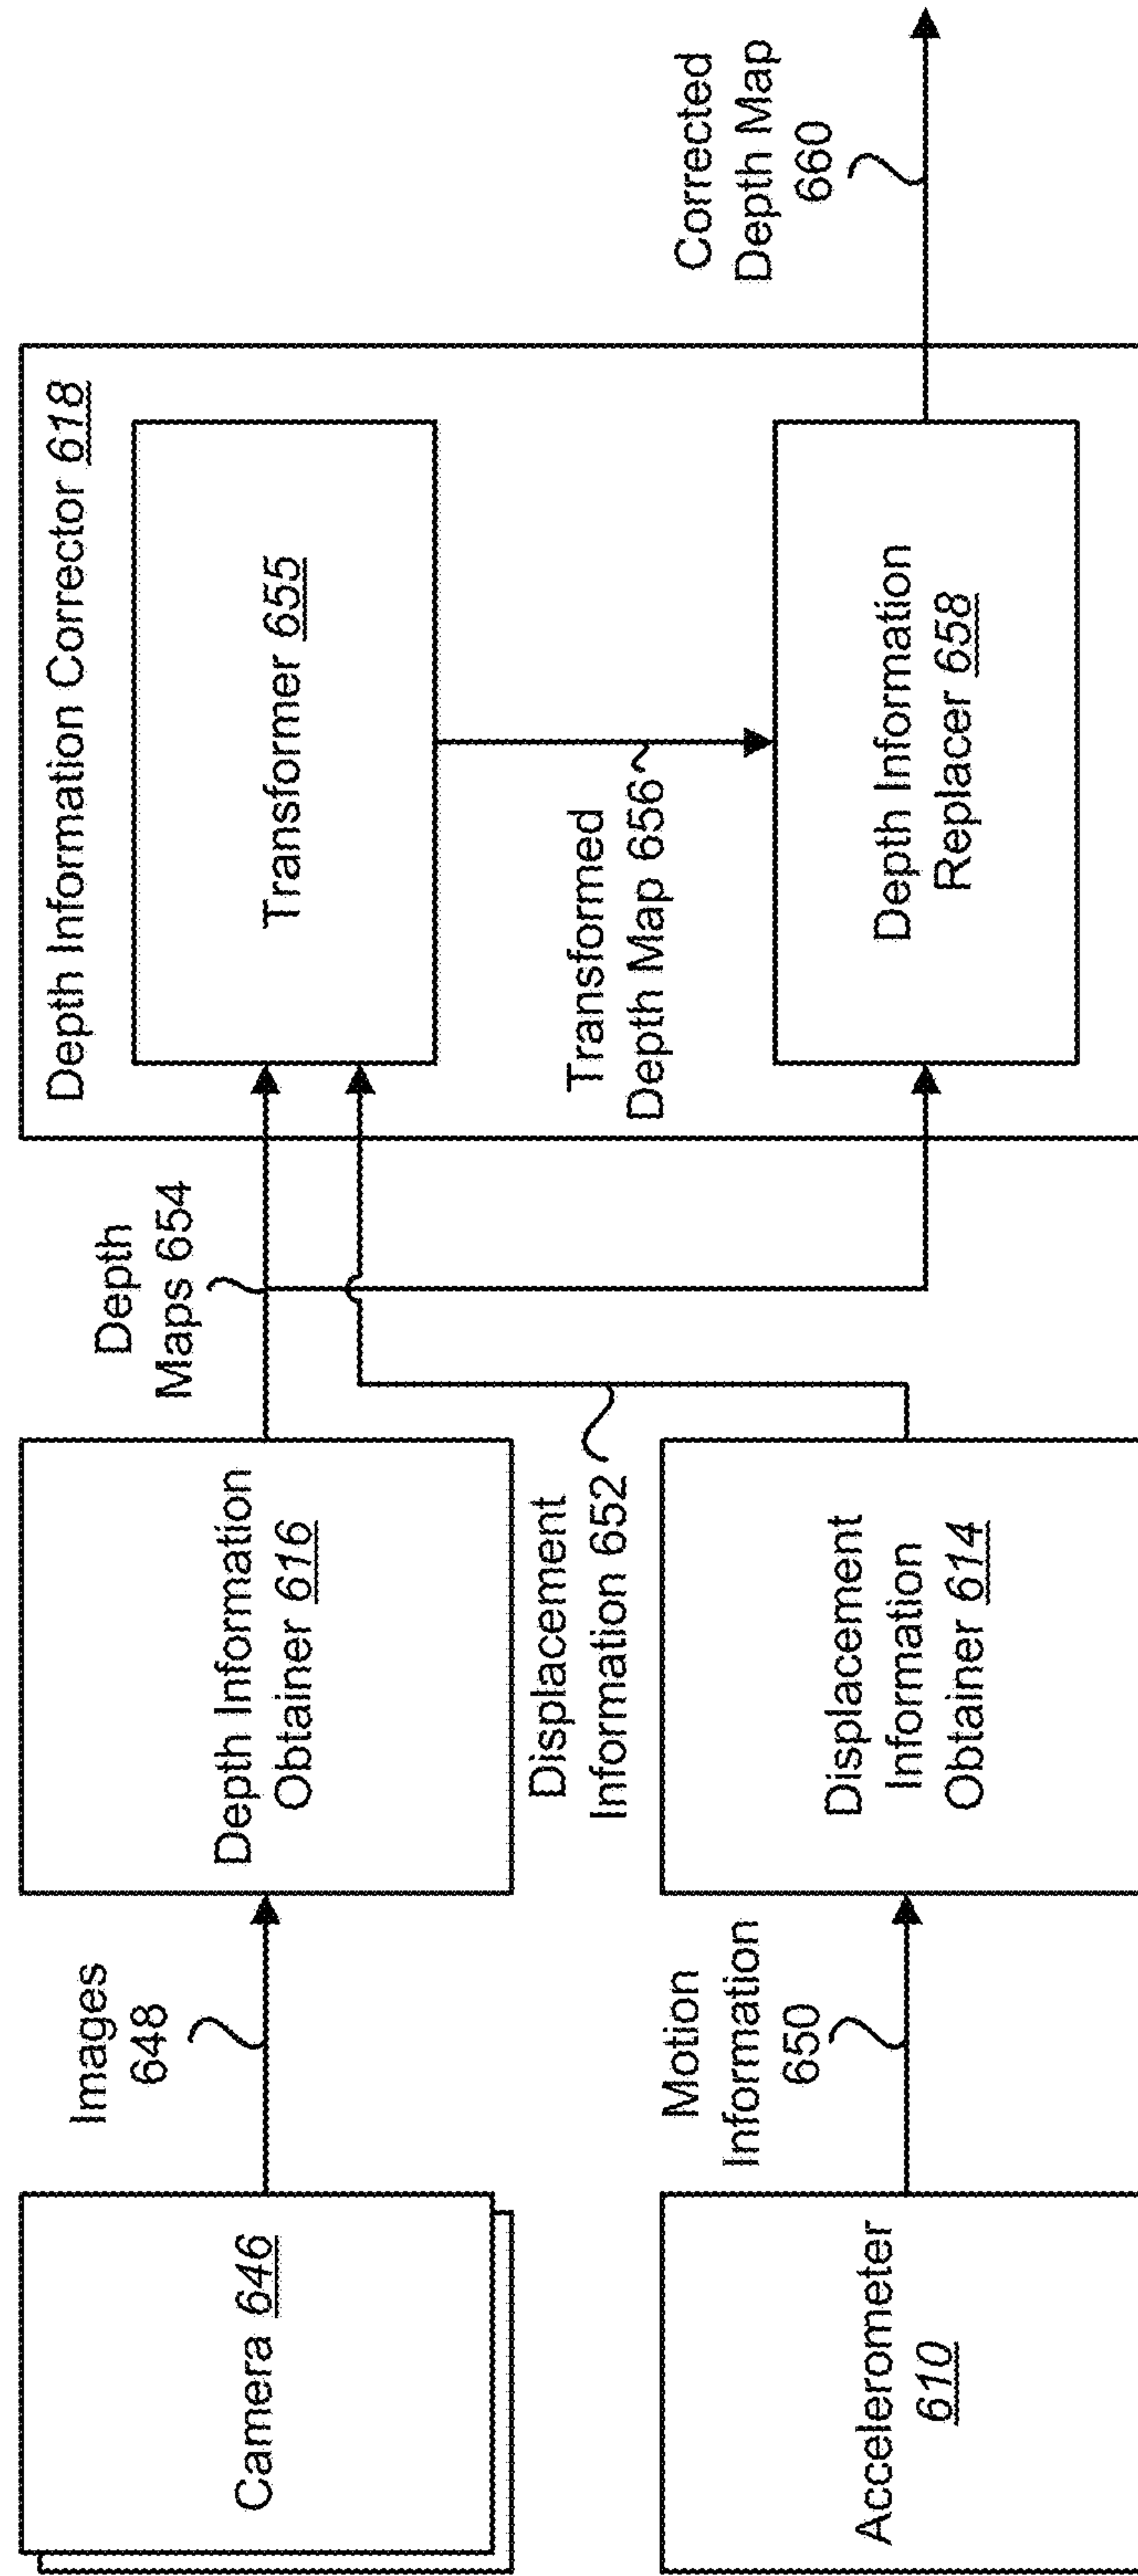 Camera 646
Images
648
Depth Information
Obtainer 616
Depth
Maps 654
Depth Information Corrector 618
Transformer 655
Transformed
Depth Map 656
Depth Information
Replacer 658
Corrected
Depth Map
660
Accelerometer
610
Motion
Information
650
Displacement
Information
Obtainer 614
Displacement
Information 652